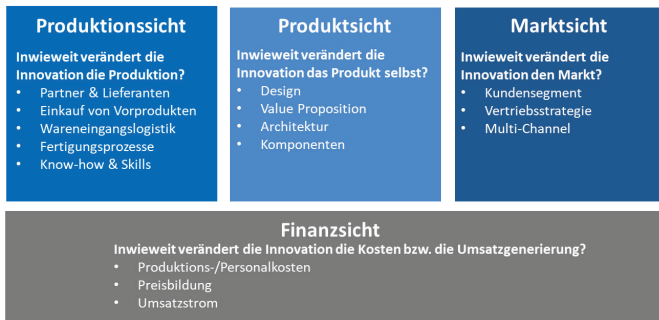 Produktionssicht
Inwieweit verändert die
Innovation die Produktion?
• Partner & Lieferanten
• Einkauf von Vorprodukten
• Wareneingangslogistik
• Fertigungsprozesse
• Know-how & Skills
Produktsicht
Inwieweit verändert die
Innovation das Produkt selbst?
• Design
• Value Proposition
• Architektur
• Komponenten
Marktsicht
Inwieweit verändert die
Innovation den Markt?
• Kundensegment
• Vertriebsstrategie
• Multi-Channel
Finanzsicht
Inwieweit verändert die Innovation die Kosten bzw. die Umsatzgenerierung?
• Produktions-/Personalkosten
• Preisbildung
• Umsatzstrom